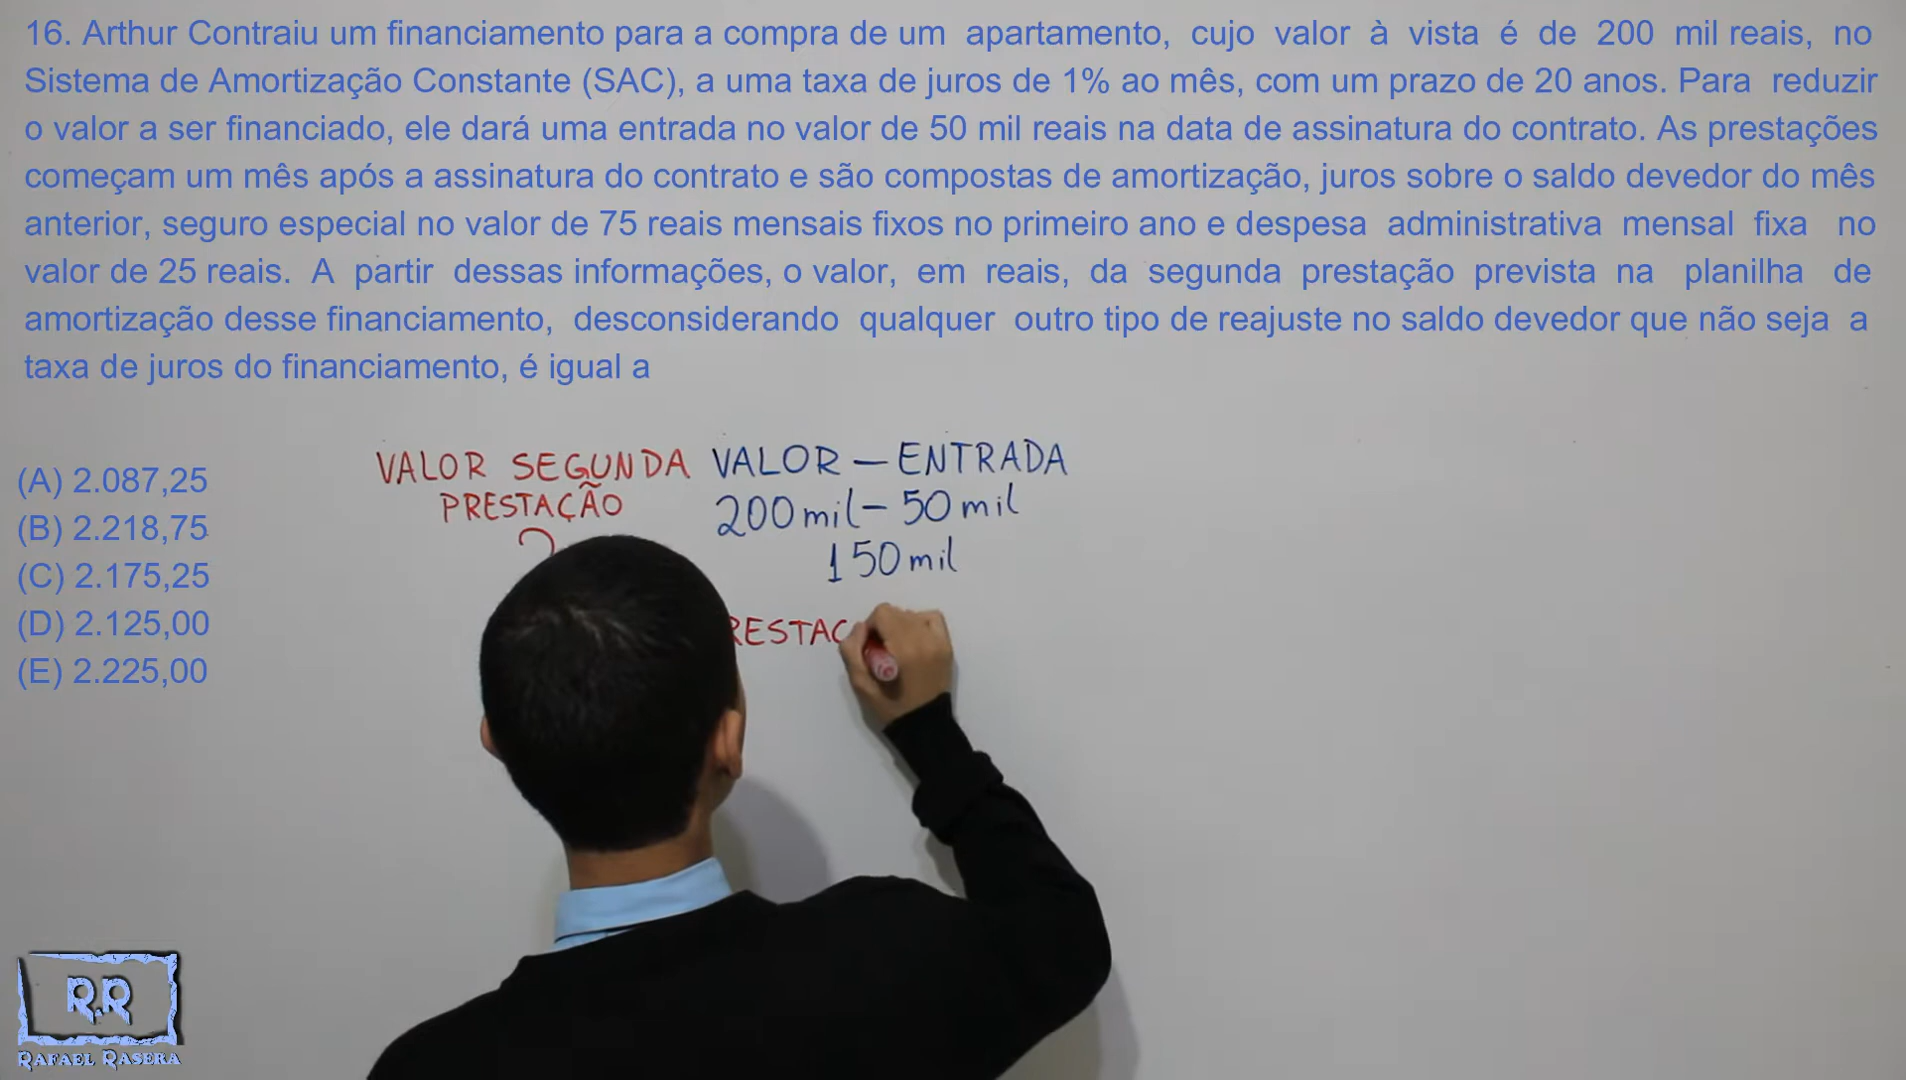 16. Arthur Contraiu um financiamento para a compra de um apartamento, cujo valor à vista é de 200 mil reais, no
Sistema de Amortização Constante (SAC), a uma taxa de juros de 1% ao mês, com um prazo de 20 anos. Para reduzir
o valor a ser financiado, ele dará uma entrada no valor de 50 mil reais na data de assinatura do contrato. As prestações
começam um mês após a assinatura do contrato e são compostas de amortização, juros sobre o saldo devedor do mês
anterior, seguro especial no valor de 75 reais mensais fixos no primeiro ano e despesa administrativa mensal fixa no
valor de 25 reais. A partir dessas informações, o valor, em reais, da segunda prestação prevista na planilha de
amortização desse financiamento, desconsiderando qualquer outro tipo de reajuste no saldo devedor que não seja a
taxa de juros do financiamento, é igual a
(A) 2.087,25
(B) 2.218,75
(C) 2.175,25
(D) 2.125,00
(E) 2.225,00
VALOR SEGUNDA
PRESTAÇÃO
?
VALOR — ENTRADA
200 mil — 50 mil
150 mil
RESTAC
R.R
RAFAEL RASERA